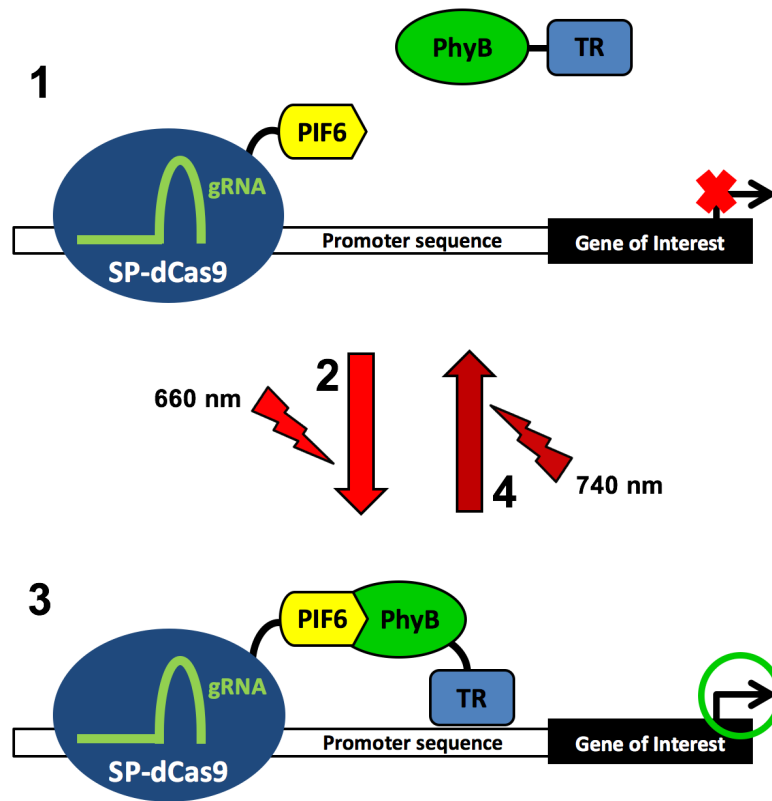 PhyB
TR
1
PIF6
gRNA
SP-dCas9
Promoter sequence
Gene of Interest
2
660 nm
4
740 nm
3
PIF6
PhyB
gRNA
TR
SP-dCas9
Promoter sequence
Gene of Interest